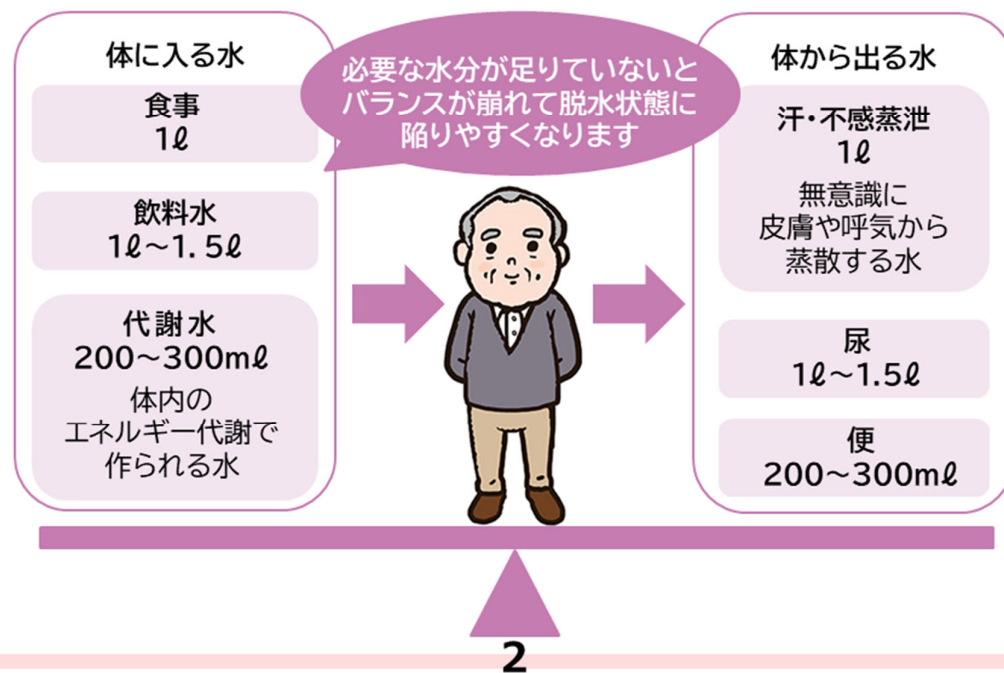 体に入る水
食事
1ℓ
飲料水
1ℓ～1.5ℓ
代謝水
200～300mℓ
体内の
エネルギー代謝で
作られる水
必要な水分が足りていないと
バランスが崩れて脱水状態に
陥りやすくなります
体から出る水
汗・不感蒸泄
1ℓ
無意識に
皮膚や呼気から
蒸散する水
尿
1ℓ～1.5ℓ
便
200～300mℓ
2